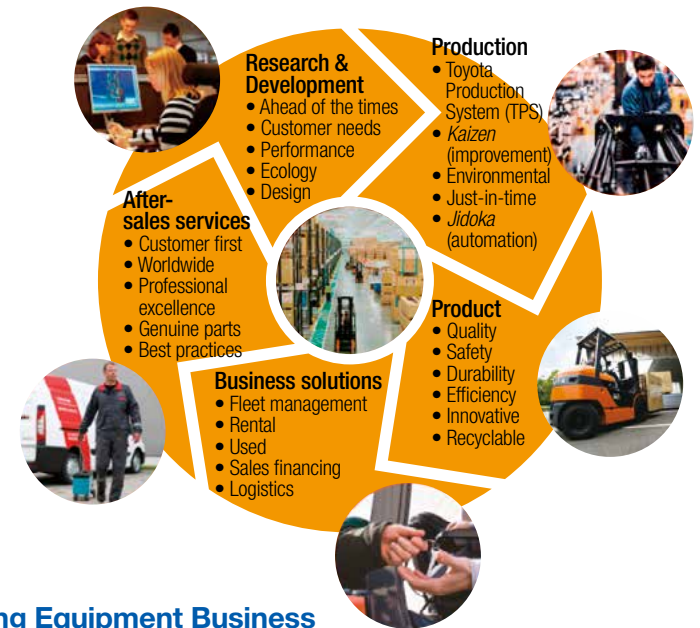 Research &
Development
• Ahead of the times
• Customer needs
• Performance
• Ecology
• Design
Production
• Toyota
Production
System (TPS)
• Kaizen
(improvement)
• Environmental
• Just-in-time
• Jidoka
(automation)
Product
• Quality
• Safety
• Durability
• Efficiency
• Innovative
• Recyclable
Business solutions
• Fleet management
• Rental
• Used
• Sales financing
• Logistics
After-
sales services
• Customer first
• Worldwide
• Professional
excellence
• Genuine parts
• Best practices
Equipment Business